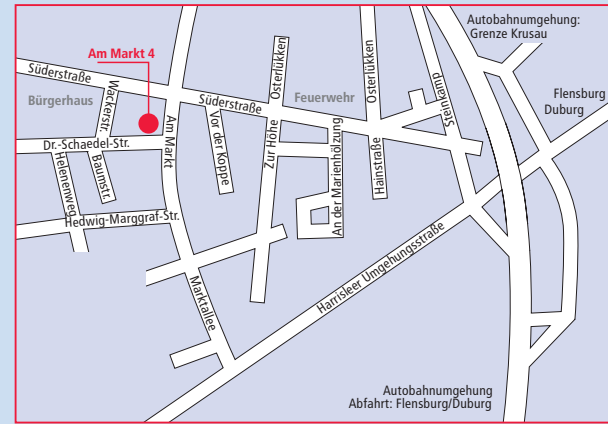 Autobahnumgehung:
Grenze Krusau
Am Markt 4
Süderstraße
Osterlükken
Osterlükken
Flensburg
Duburg
Bürgerhaus
Wackerstr.
Süderstraße
Feuerwehr
Steinkamp
Am Markt
Vor der Koppe
Zur Höhe
An der Marienhölzung
Hainstraße
Dr.-Schaedel-Str.
Helenenweg
Baumstr.
Hedwig-Marggraf-Str.
Marktallee
Harrisleer Umgehungsstraße
Autobahnumgehung
Abfahrt: Flensburg/Duburg